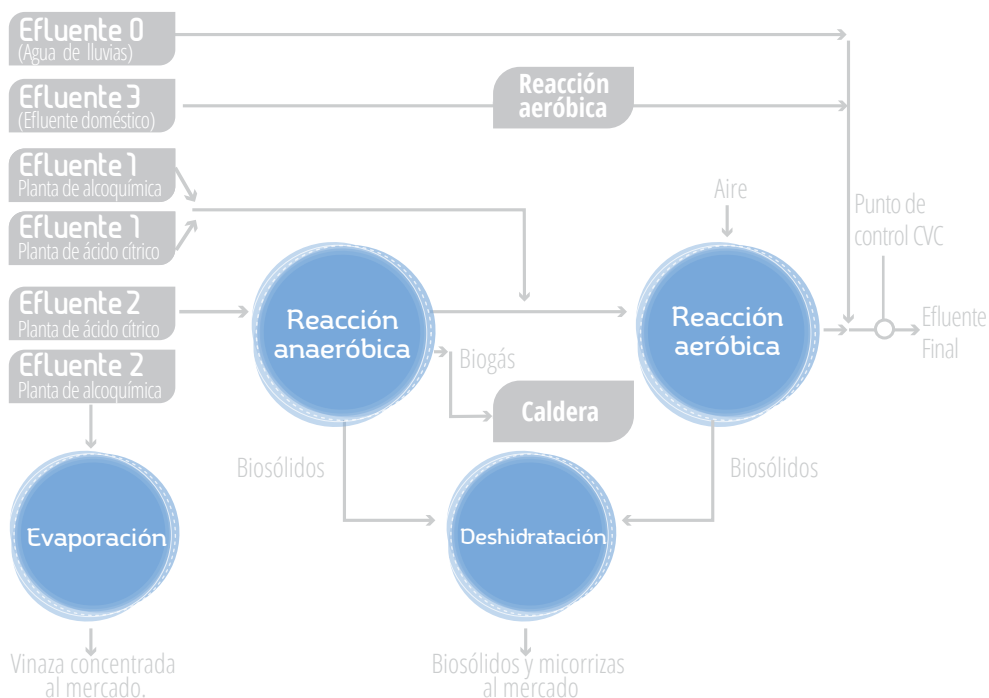 Efluente 0
(Agua de lluvias)
Efluente 3
(Efluente doméstico)
Reacción
aeróbica
Efluente 1
Planta de alcoquímica
Efluente 1
Planta de ácido cítrico
Aire
Punto de
control CVC
Efluente 2
Planta de ácido cítrico
Efluente 2
Planta de alcoquímica
Reacción
anaeróbica
Reacción
aeróbica
Efluente
Final
Biogás
Caldera
Biosólidos
Biosólidos
Evaporación
Deshidratación
Vinaza concentrada
al mercado.
Biosólidos y micorrizas
al mercado